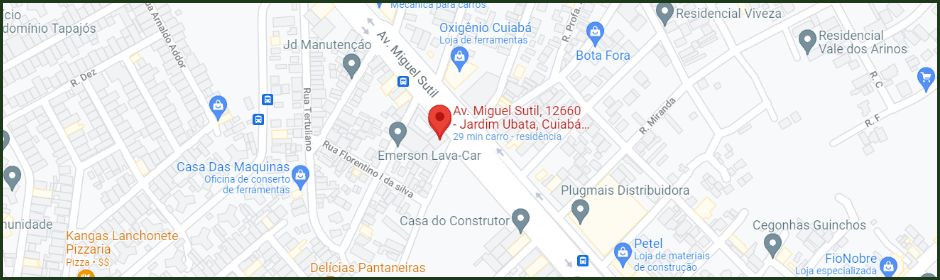 Mecânica para carros
ício
domínio Tapajós
R. Arnaldo Addor
Jd Manutenção
Av. Miguel Sutil
Oxigênio Cuiabá
Loja de ferramentas
R. Profa.
Bota Fora
Residencial Viveza
Residencial
Vale dos Arinos
R. C
R. F
R. Dez
Rua Tertuliano
Av. Miguel Sutil, 12660
- Jardim Ubata, Cuiabá...
29 min carro - residência
R. Miranda
Emerson Lava-Car
Rua Florentino I da silva
Casa Das Maquinas
Oficina de conserto
de ferramentas
Plugmais Distribuidora
Casa do Construtor
Cegonhas Guinchos
munidade
Kangas Lanchonete
Pizzaria
Pizza · $$
Delícias Pantaneiras
Petel
Loja de materiais
de construção
FioNobre
Loja especializada